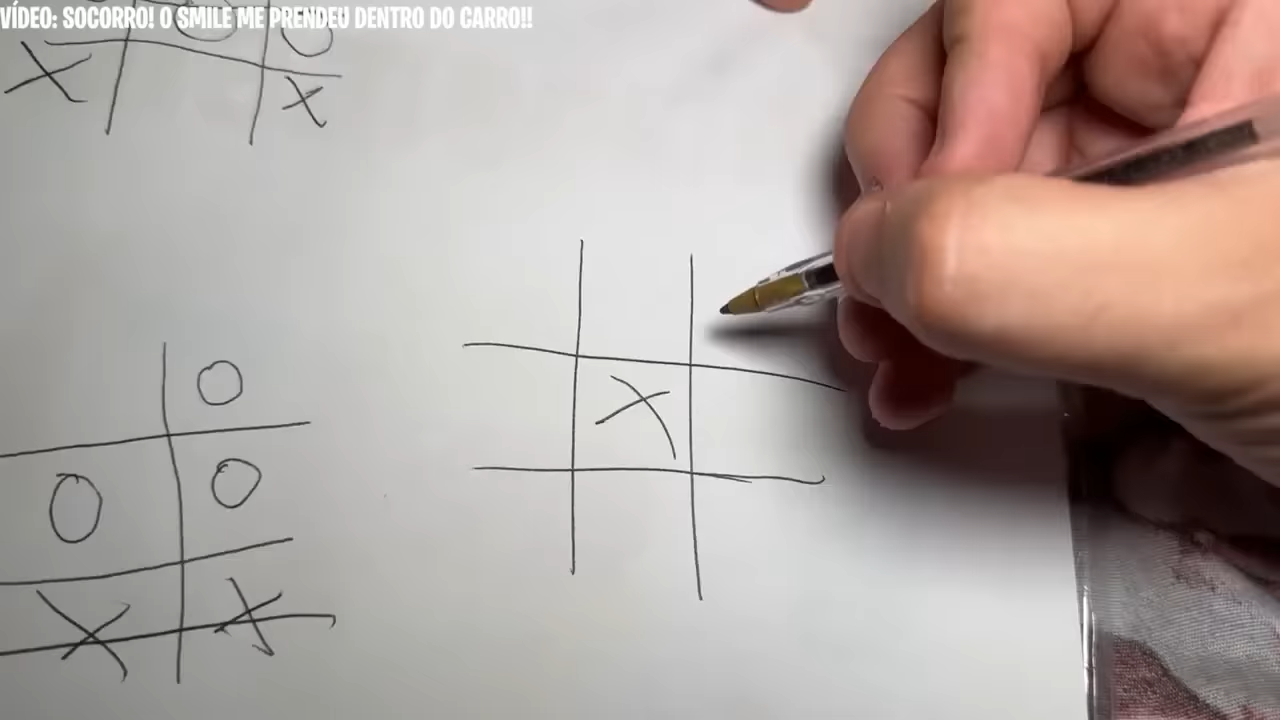 VÍDEO: SOCORRO! O SMILE ME PRENDEU DENTRO DO CARRO!!
O
X X
X
O
O O
X X